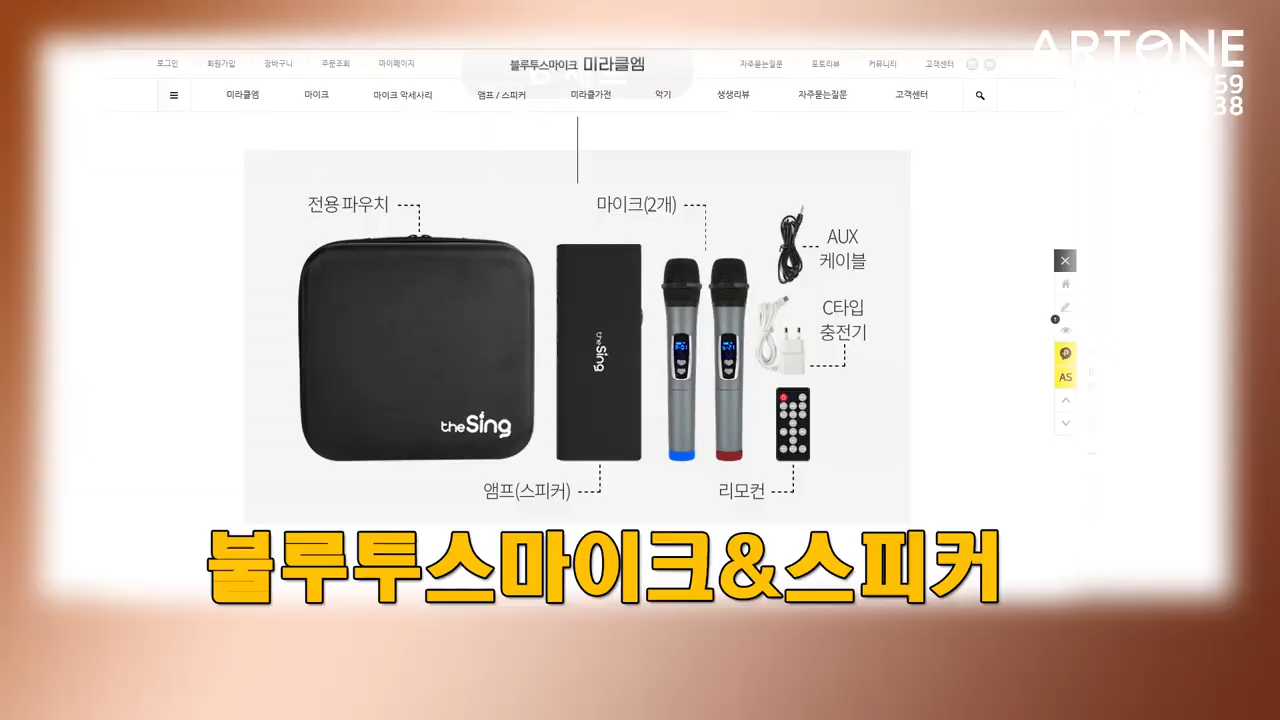 ARTONE
59
38
로그인 회원가입 장바구니 주문조회 마이페이지 블루투스마이크 미라클엠 자주묻는질문 포토리뷰 커뮤니티 고객센터
미라클엠 마이크 마이크 악세사리 앰프 / 스피커 미라클가전 악기 생생리뷰 자주묻는질문 고객센터
전용 파우치
마이크(2개)
AUX
케이블
C타입
충전기
theSing
theSing
앰프(스피커)
리모컨
1
AS
블루투스마이크&스피커